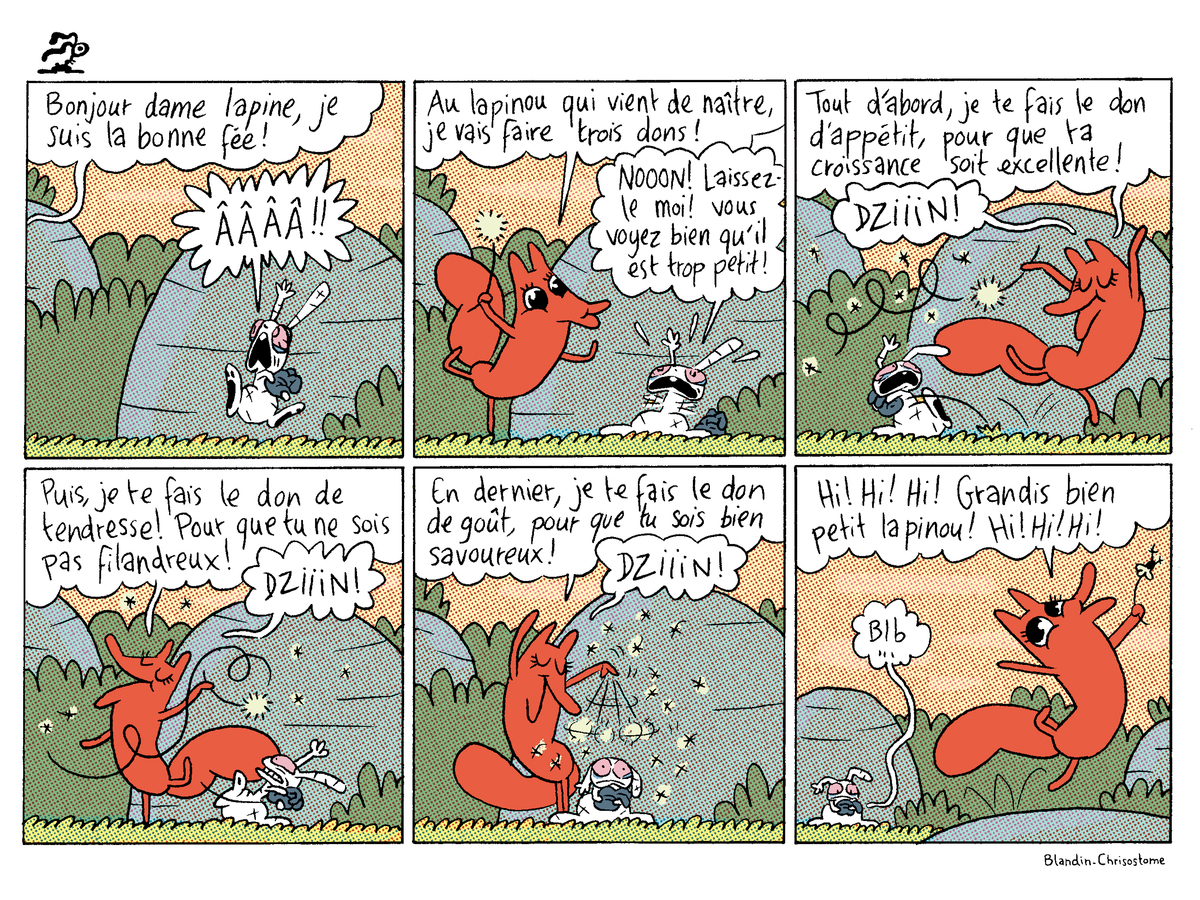 Bonjour dame lapine, je
suis la bonne fée!
ÂÂÂÂ!!
Au lapinou qui vient de naître,
je vais faire trois dons!
NOOON! Laissez-
le moi! vous
voyez bien qu'il
est trop petit!
Tout d'abord, je te fais le don
d'appétit, pour que ta
croissance soit excellente!
DZiiiN!
Puis, je te fais le don de
tendresse! Pour que tu ne sois
pas filandreux!
DZiiiN!
En dernier, je te fais le don
de goût, pour que tu sois bien
savoureux!
DZiiiN!
Hi! Hi! Hi! Grandis bien
petit lapinou! Hi! Hi! Hi!
Blb
Blandin-Chrisostome